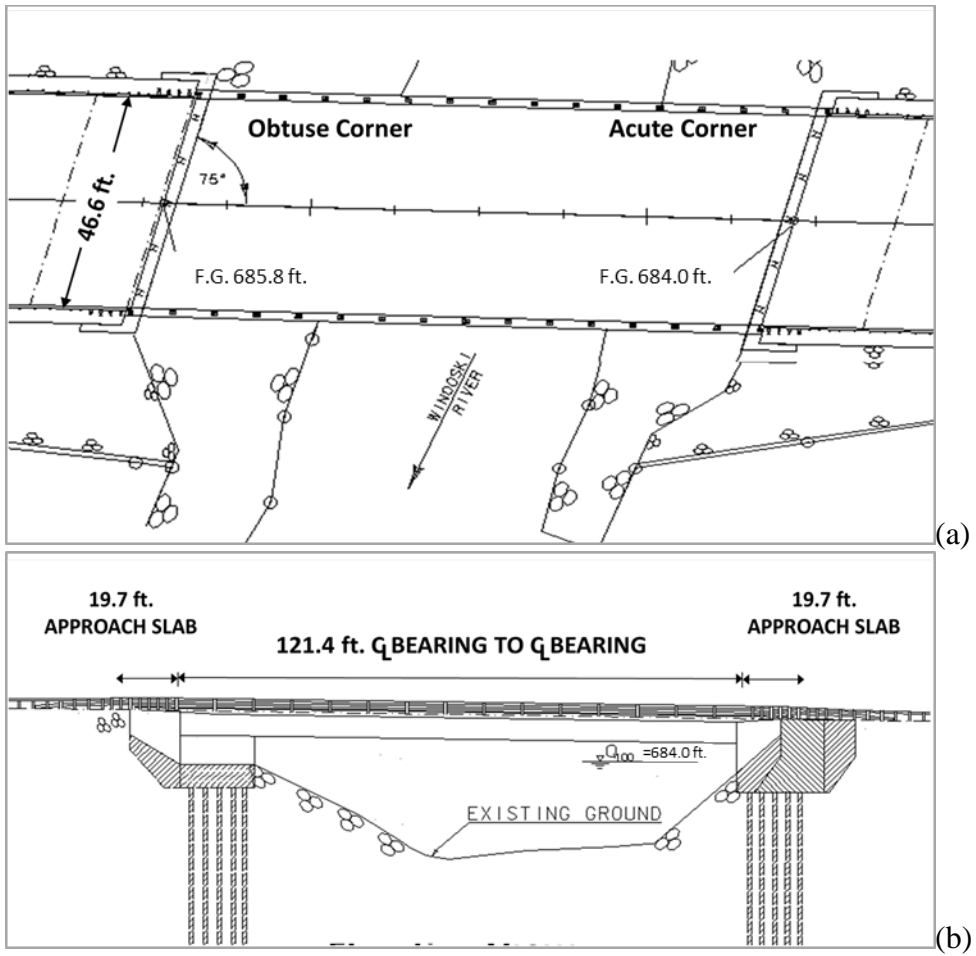 Obtuse Corner
Acute Corner
75°
46.6 ft.
F.G. 685.8 ft.
F.G. 684.0 ft.
WINOOSKI
RIVER
(a)
19.7 ft.
APPROACH SLAB
19.7 ft.
APPROACH SLAB
121.4 ft. ℄ BEARING TO ℄ BEARING
Q100 =684.0 ft.
EXISTING GROUND
(b)